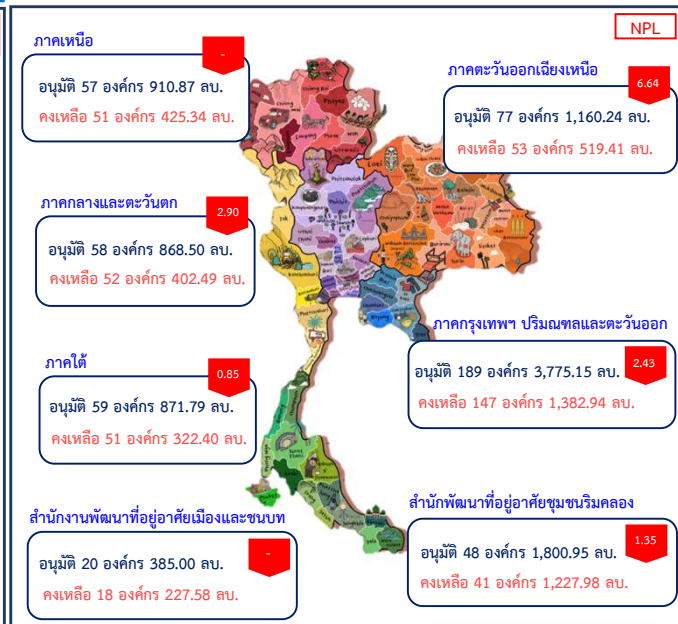 NPL
ภาคเหนือ
-
อนุมัติ 57 องค์กร 910.87 ลบ.
คงเหลือ 51 องค์กร 425.34 ลบ.
ภาคตะวันออกเฉียงเหนือ
6.64
อนุมัติ 77 องค์กร 1,160.24 ลบ.
คงเหลือ 53 องค์กร 519.41 ลบ.
ภาคกลางและตะวันตก
2.90
อนุมัติ 58 องค์กร 868.50 ลบ.
คงเหลือ 52 องค์กร 402.49 ลบ.
ภาคกรุงเทพฯ ปริมณฑลและตะวันออก
2.43
อนุมัติ 189 องค์กร 3,775.15 ลบ.
คงเหลือ 147 องค์กร 1,382.94 ลบ.
ภาคใต้
0.85
อนุมัติ 59 องค์กร 871.79 ลบ.
คงเหลือ 51 องค์กร 322.40 ลบ.
สำนักงานพัฒนาที่อยู่อาศัยเมืองและชนบท
-
อนุมัติ 20 องค์กร 385.00 ลบ.
คงเหลือ 18 องค์กร 227.58 ลบ.
สำนักพัฒนาที่อยู่อาศัยชุมชนริมคลอง
1.35
อนุมัติ 48 องค์กร 1,800.95 ลบ.
คงเหลือ 41 องค์กร 1,227.98 ลบ.
Chiang Rai
Phayao
Loei
Phitsanulok
Tak